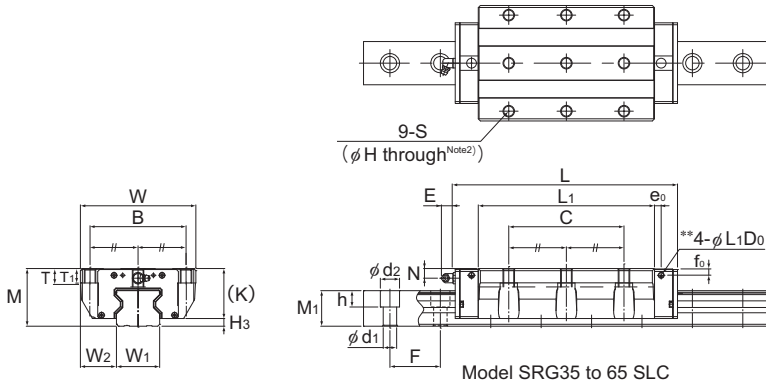 9-S
(φH through Note2))
W
B
T
T1
M
(K)
H3
W2
W1
L
E
L1
e0
C
**4-φL1D0
N
f0
φd2
h
M1
φd1
F
Model SRG35 to 65 SLC